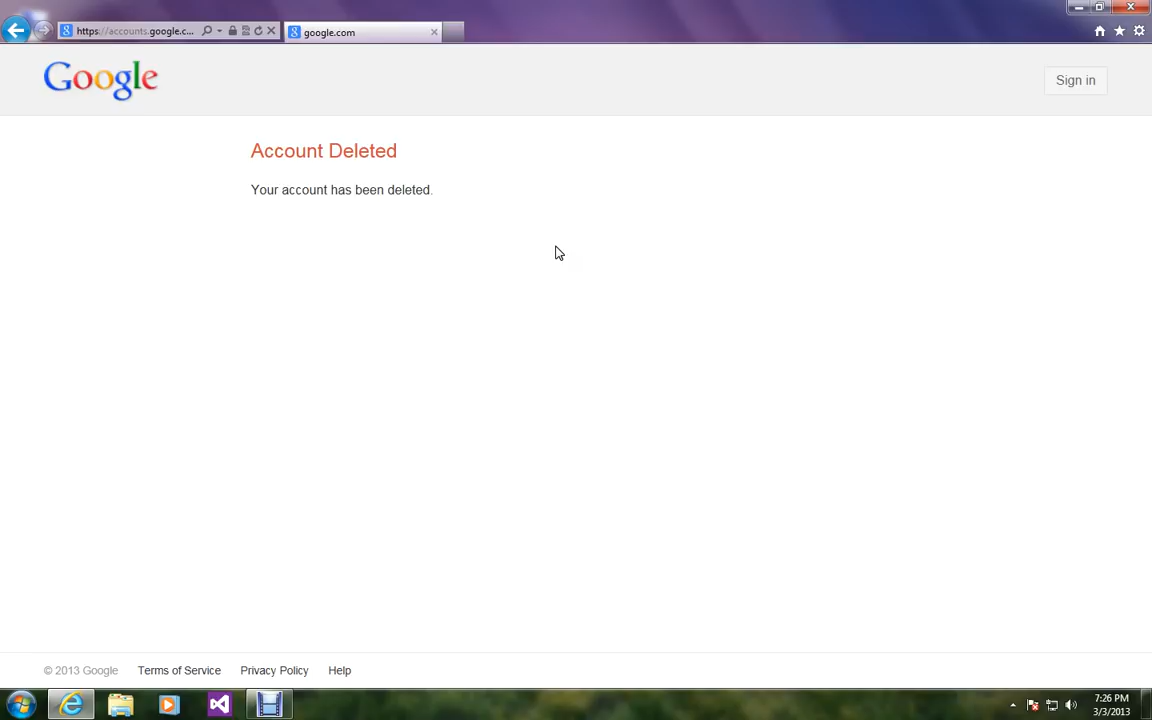 https://accounts.google.c...
google.com
Google
Sign in
Account Deleted
Your account has been deleted.
© 2013 Google
Terms of Service
Privacy Policy
Help
7:26 PM
3/3/2013